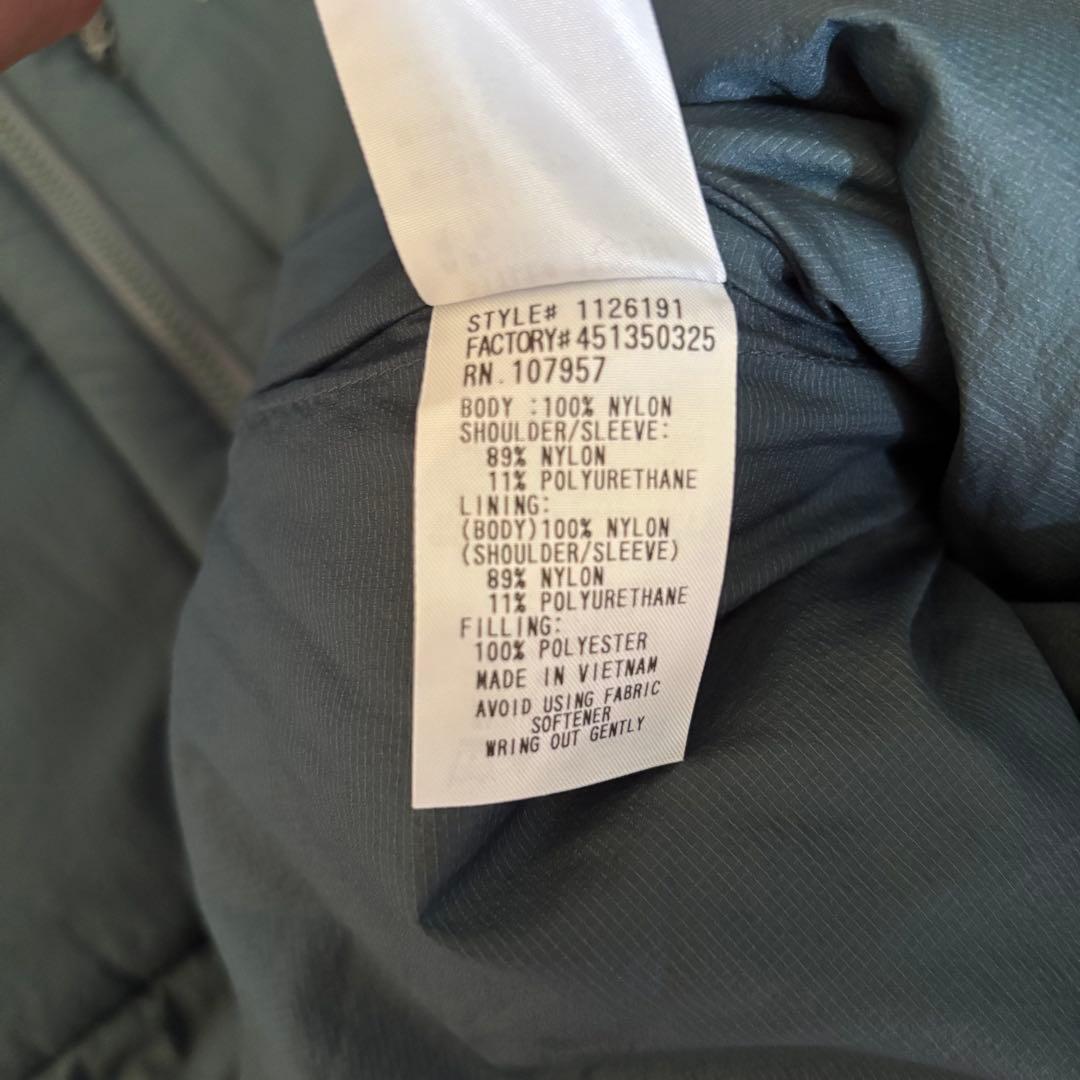 STYLE# 1126191
FACTORY# 451350325
RN. 107957
BODY :100% NYLON
SHOULDER/SLEEVE:
89% NYLON
11% POLYURETHANE
LINING:
(BODY)100% NYLON
(SHOULDER/SLEEVE)
89% NYLON
11% POLYURETHANE
FILLING:
100% POLYESTER
MADE IN VIETNAM
AVOID USING FABRIC
SOFTENER
WRING OUT GENTLY